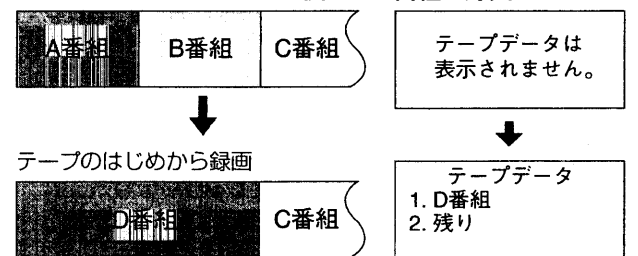 A番組 B番組 C番組
テープデータは
表示されません。
テープのはじめから録画
D番組 C番組
テープデータ
1. D番組
2. 残り